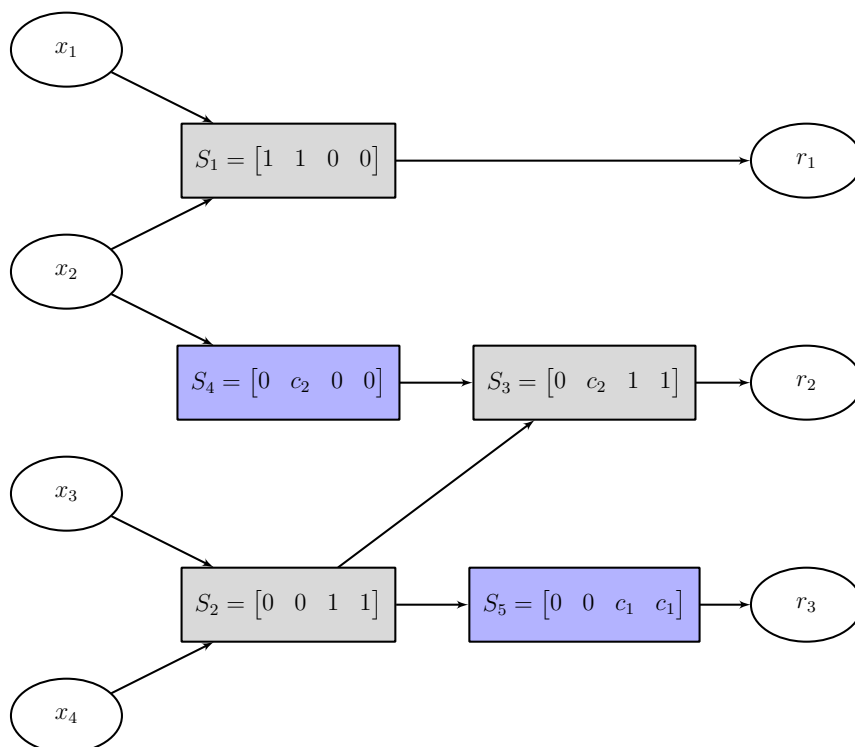 x₁
S₁ = [1 1 0 0]
r₁
x₂
S₄ = [0 c₂ 0 0]
S₃ = [0 c₂ 1 1]
r₂
x₃
S₂ = [0 0 1 1]
S₅ = [0 0 c₁ c₁]
r₃
x₄